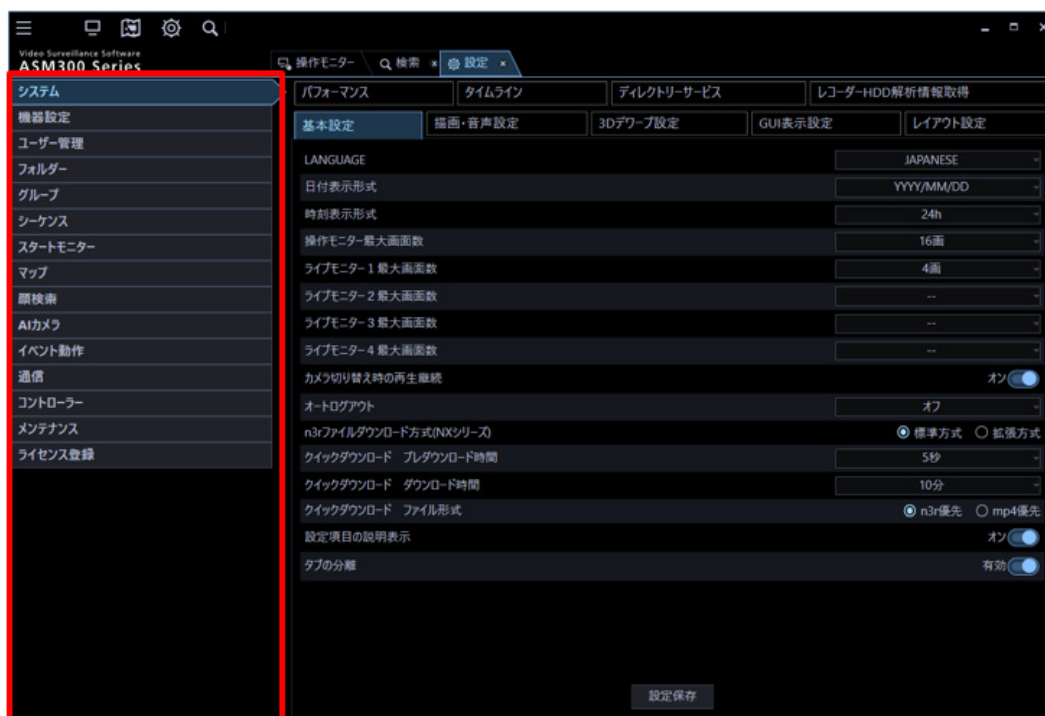 Video Surveillance Software
ASM300 Series
操作モニター 検索 × 設定 ×
システム
機器設定
ユーザー管理
フォルダー
グループ
シーケンス
スタートモニター
マップ
顔検索
AIカメラ
イベント動作
通信
コントローラー
メンテナンス
ライセンス登録
パフォーマンス タイムライン ディレクトリーサービス レコーダーHDD解析情報取得
基本設定 描画・音声設定 3Dデワープ設定 GUI表示設定 レイアウト設定
LANGUAGE JAPANESE
日付表示形式 YYYY/MM/DD
時刻表示形式 24h
操作モニター最大画面数 16画
ライブモニター1最大画面数 4画
ライブモニター2最大画面数 --
ライブモニター3最大画面数 --
ライブモニター4最大画面数 --
カメラ切り替え時の再生継続 オン
オートログアウト オフ
n3rファイルダウンロード方式(NXシリーズ) 標準方式 拡張方式
クイックダウンロード プレダウンロード時間 5秒
クイックダウンロード ダウンロード時間 10分
クイックダウンロード ファイル形式 n3r優先 mp4優先
設定項目の説明表示 オン
タブの分離 有効
設定保存